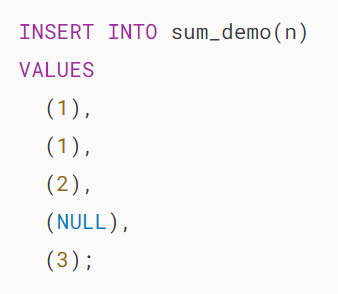 INSERT INTO sum_demo(n)
VALUES
(1),
(1),
(2),
(NULL),
(3);